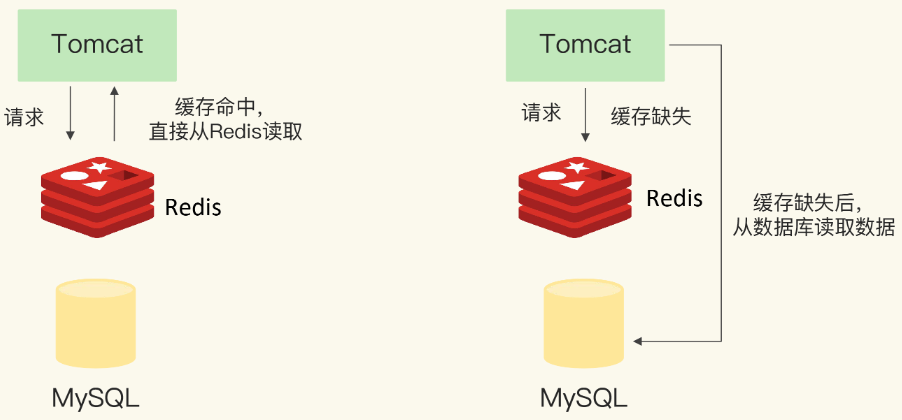 Tomcat
请求
缓存命中，
直接从Redis读取
Redis
MySQL
Tomcat
请求
缓存缺失
Redis
缓存缺失后，
从数据库读取数据
MySQL